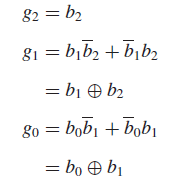 g₂ = b₂
g₁ = b₁b̅₂ + b̅₁b₂
= b₁ ⊕ b₂
g₀ = b₀b̅₁ + b̅₀b₁
= b₀ ⊕ b₁